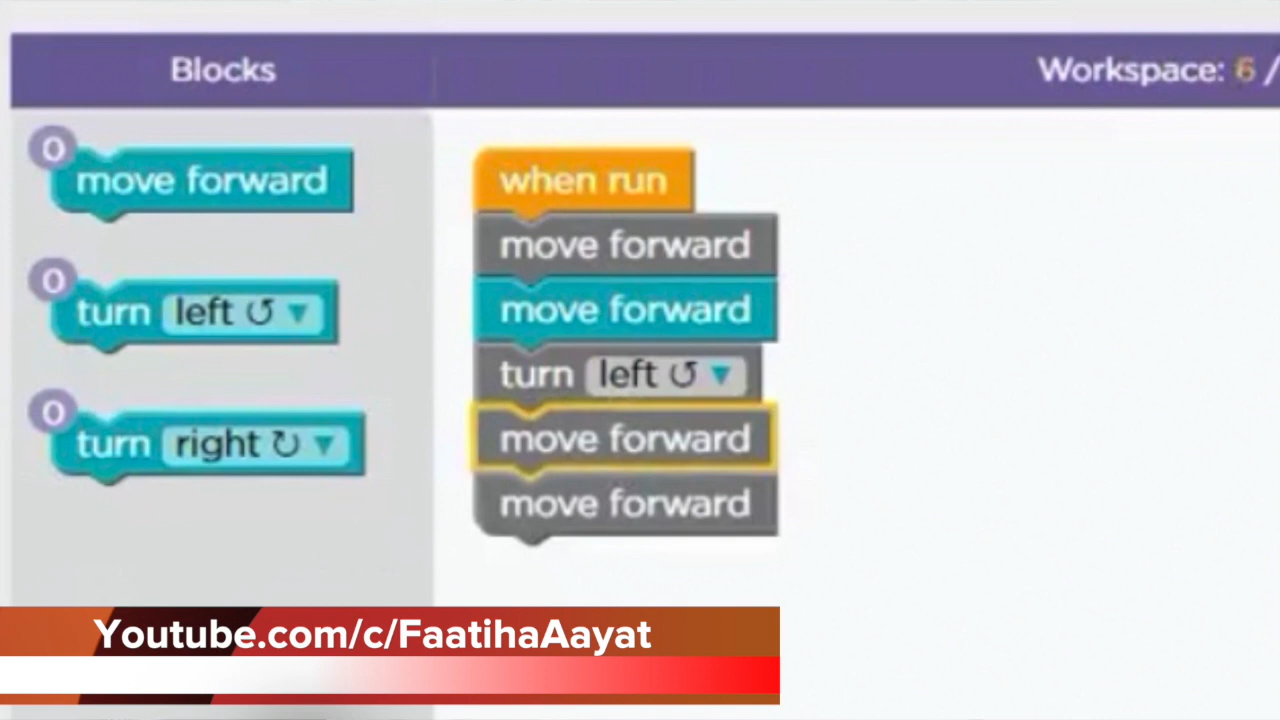 Blocks
Workspace: 6 /
0
move forward
0
turn left ↺ ▼
0
turn right ↻ ▼
when run
move forward
move forward
turn left ↺ ▼
move forward
move forward
Youtube.com/c/FaatihaAayat